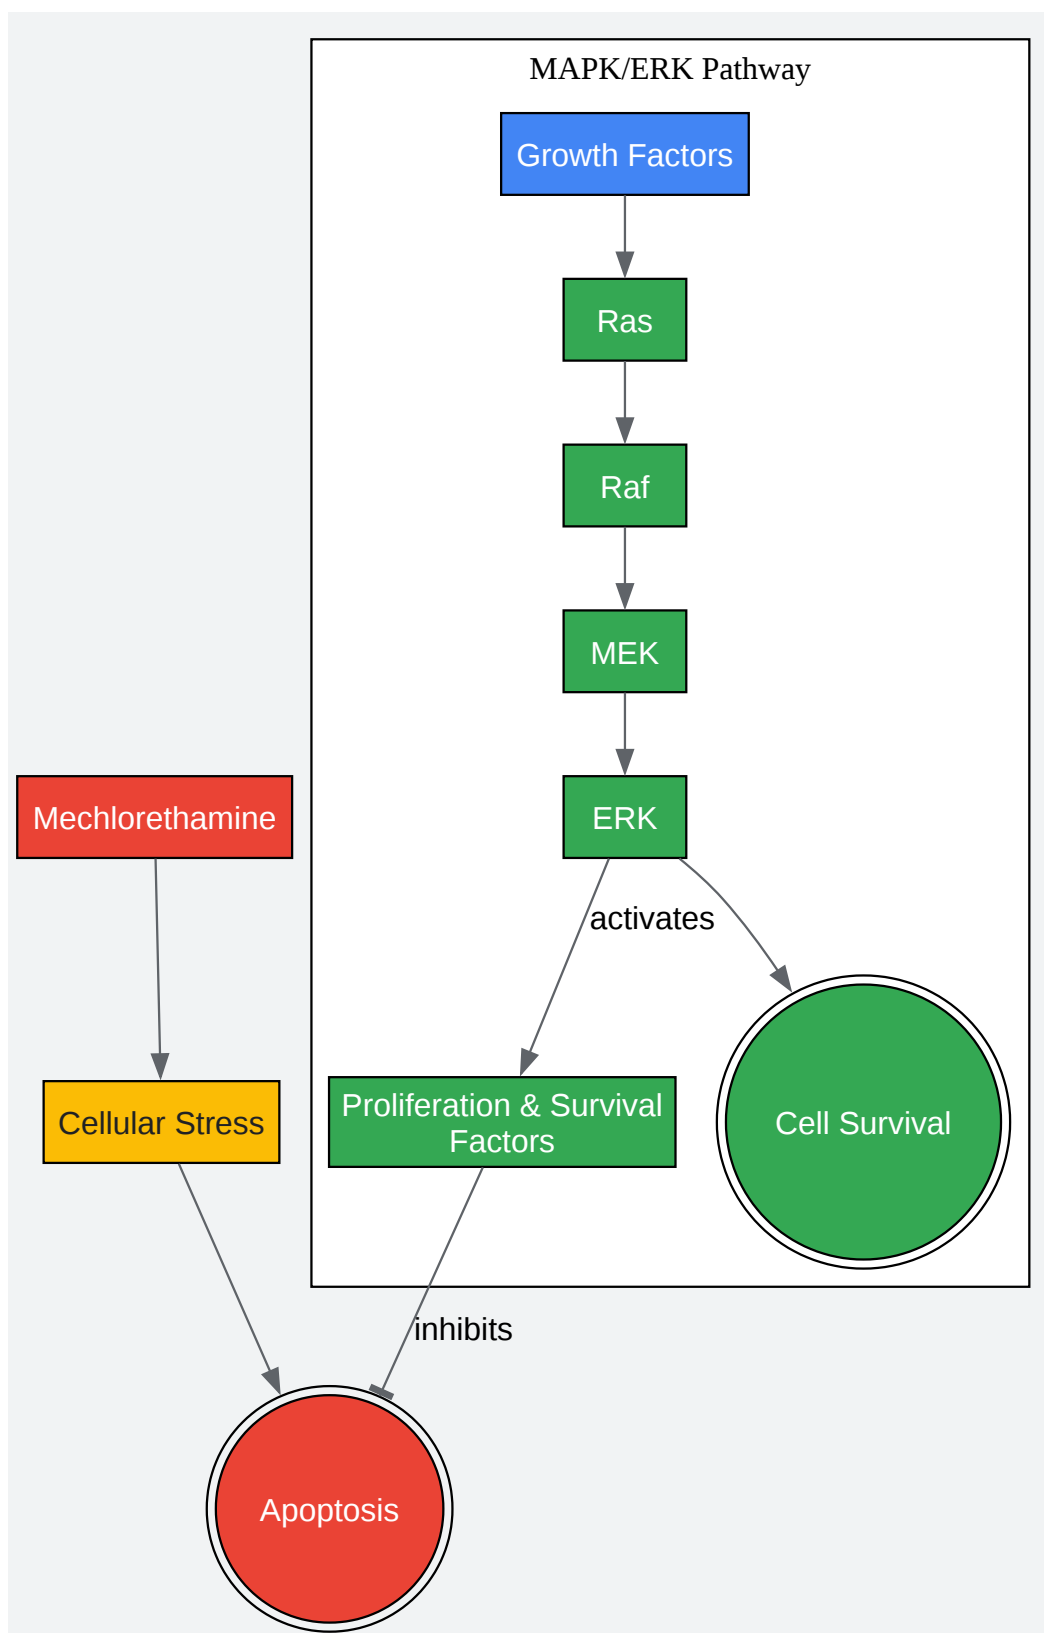 MAPK/ERK Pathway
Growth Factors
Ras
Raf
MEK
Mechlorethamine
ERK
activates
Cellular Stress
Proliferation & Survival
Factors
Cell Survival
inhibits
Apoptosis